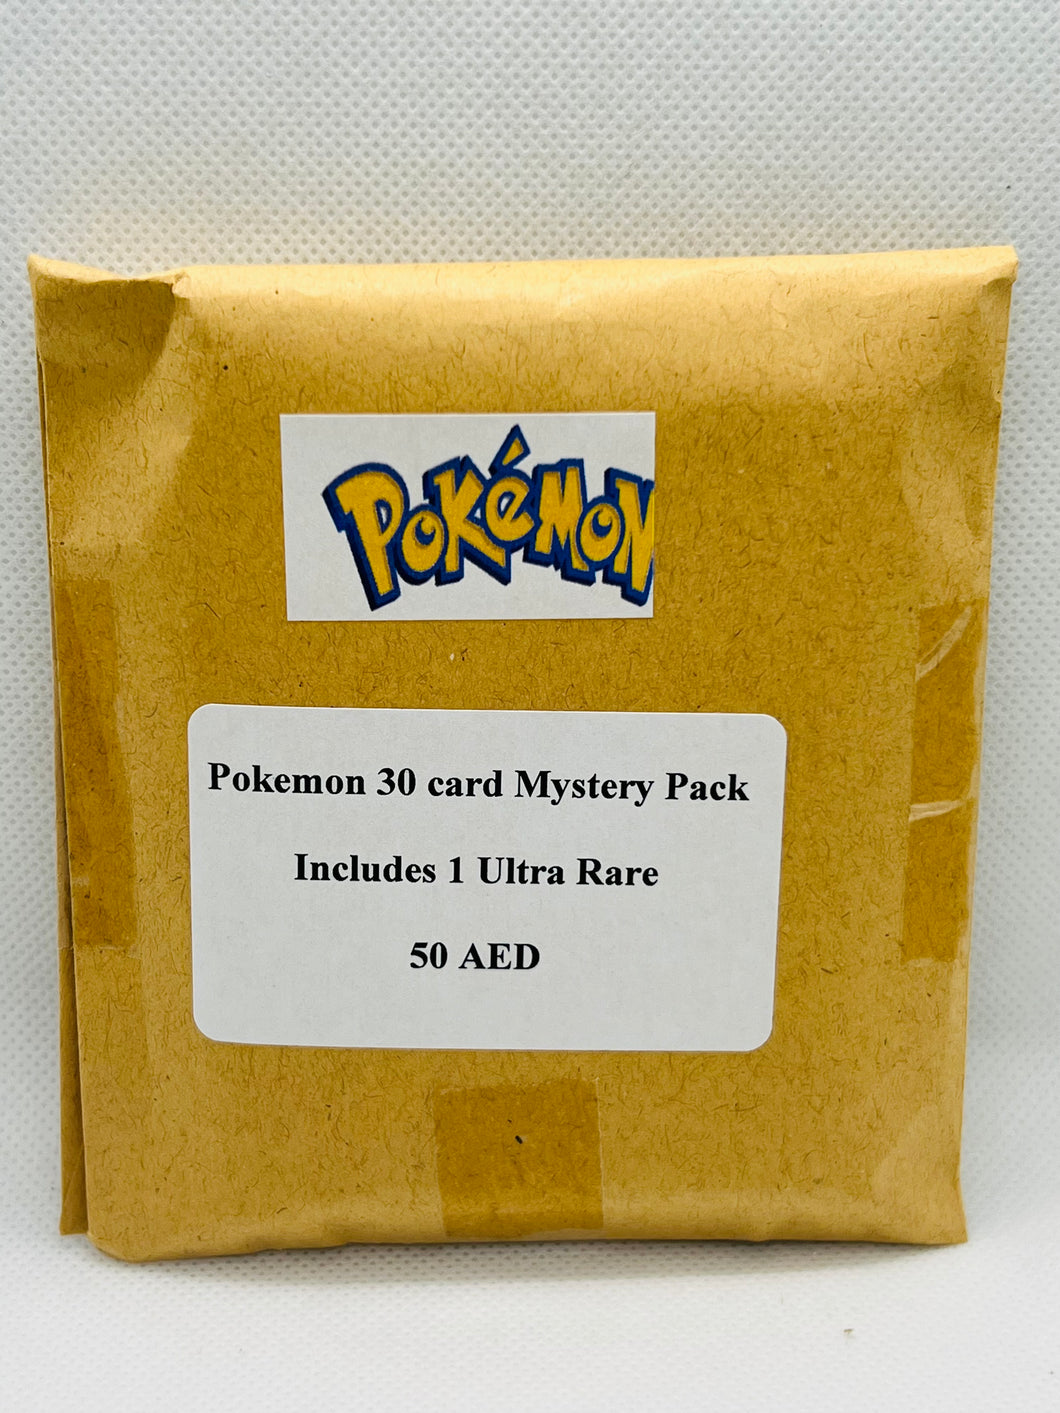 Pokémon
Pokemon 30 card Mystery Pack
Includes 1 Ultra Rare
50 AED